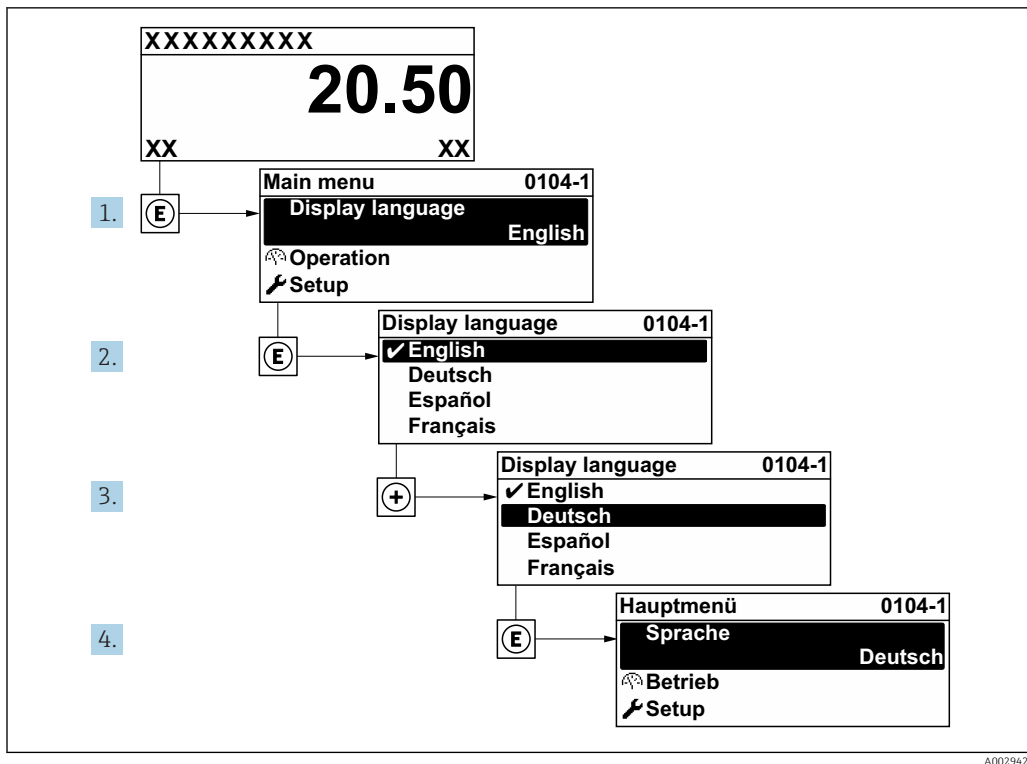 XXXXXXXXX
20.50
XX XX
1. E
Main menu 0104-1
Display language
English
Operation
Setup
2. E
Display language 0104-1
✔English
Deutsch
Español
Français
3. +
Display language 0104-1
✔English
Deutsch
Español
Français
4. E
Hauptmenü 0104-1
Sprache
Deutsch
Betrieb
Setup
A002942